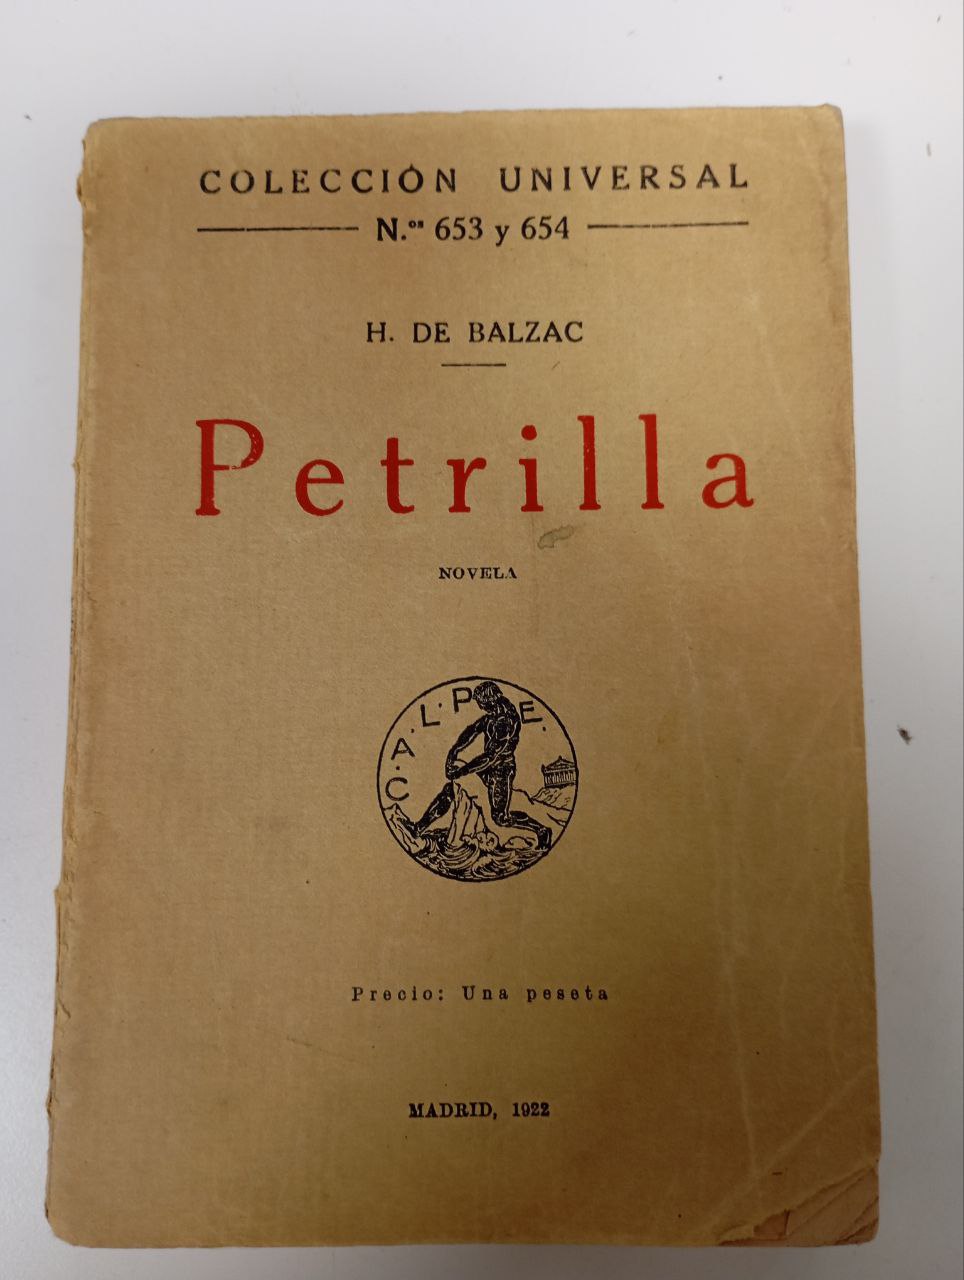 COLECCIÓN UNIVERSAL
N.ºˢ 653 y 654
H. DE BALZAC
Petrilla
NOVELA
C.A.L.P.E.
Precio: Una peseta
MADRID, 1922